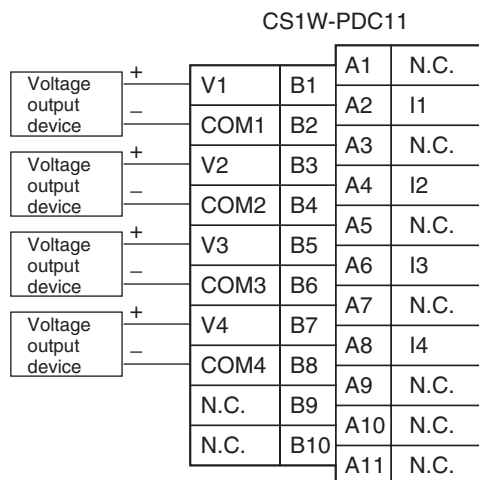 CS1W-PDC11
Voltage
output
device
+
−
V1 B1
COM1 B2
Voltage
output
device
+
−
V2 B3
COM2 B4
Voltage
output
device
+
−
V3 B5
COM3 B6
Voltage
output
device
+
−
V4 B7
COM4 B8
N.C. B9
N.C. B10
A1 N.C.
A2 I1
A3 N.C.
A4 I2
A5 N.C.
A6 I3
A7 N.C.
A8 I4
A9 N.C.
A10 N.C.
A11 N.C.